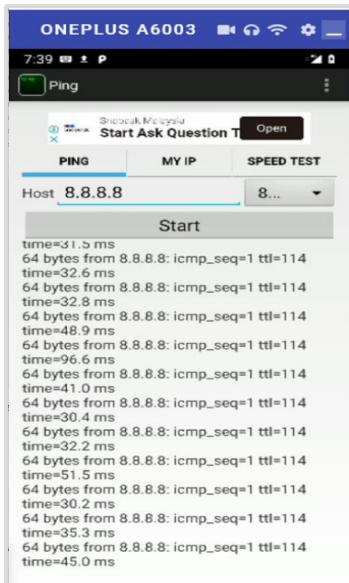 ONEPLUS A6003
7:39 P
Ping
Snapask Malaysia
Start Ask Question T
Open
PING MY IP SPEED TEST
Host 8.8.8.8 8...
Start
time=31.5 ms
64 bytes from 8.8.8.8: icmp_seq=1 ttl=114
time=32.6 ms
64 bytes from 8.8.8.8: icmp_seq=1 ttl=114
time=32.8 ms
64 bytes from 8.8.8.8: icmp_seq=1 ttl=114
time=48.9 ms
64 bytes from 8.8.8.8: icmp_seq=1 ttl=114
time=96.6 ms
64 bytes from 8.8.8.8: icmp_seq=1 ttl=114
time=41.0 ms
64 bytes from 8.8.8.8: icmp_seq=1 ttl=114
time=30.4 ms
64 bytes from 8.8.8.8: icmp_seq=1 ttl=114
time=32.2 ms
64 bytes from 8.8.8.8: icmp_seq=1 ttl=114
time=51.5 ms
64 bytes from 8.8.8.8: icmp_seq=1 ttl=114
time=30.2 ms
64 bytes from 8.8.8.8: icmp_seq=1 ttl=114
time=35.3 ms
64 bytes from 8.8.8.8: icmp_seq=1 ttl=114
time=45.0 ms